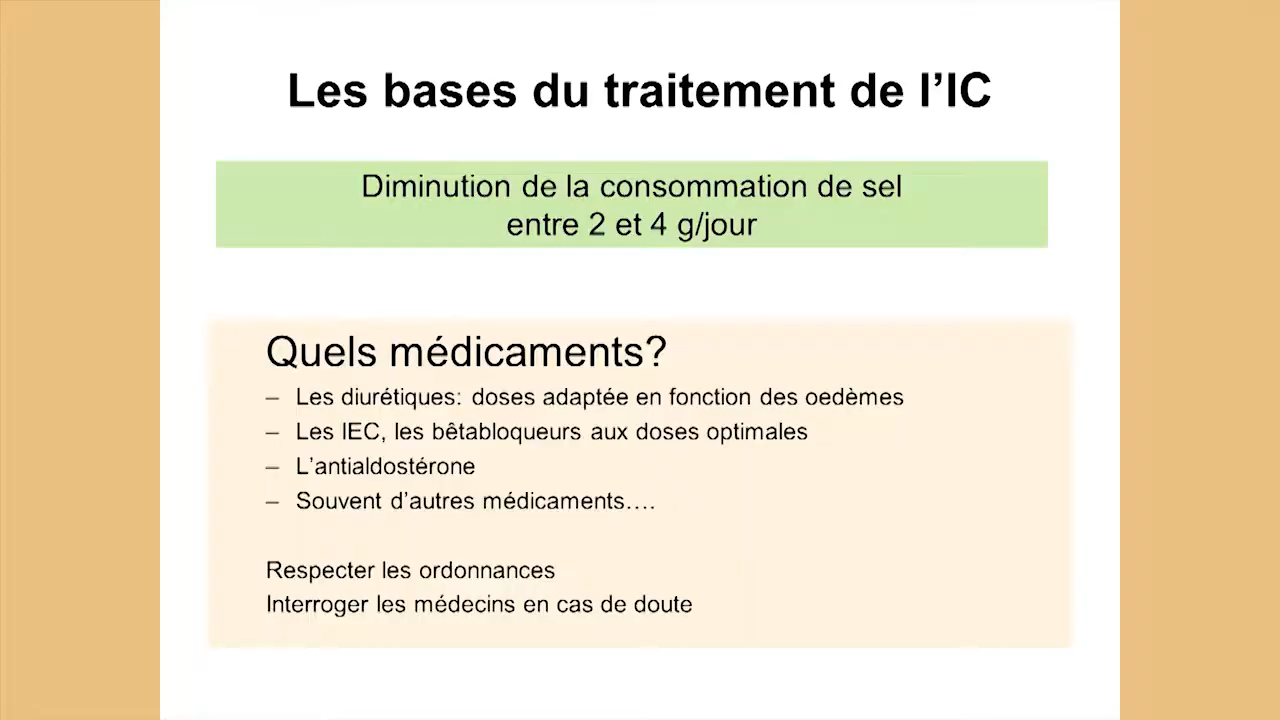 Les bases du traitement de l’IC
Diminution de la consommation de sel
entre 2 et 4 g/jour
Quels médicaments?
– Les diurétiques: doses adaptée en fonction des oedèmes
– Les IEC, les bêtabloqueurs aux doses optimales
– L’antialdostérone
– Souvent d’autres médicaments….
Respecter les ordonnances
Interroger les médecins en cas de doute